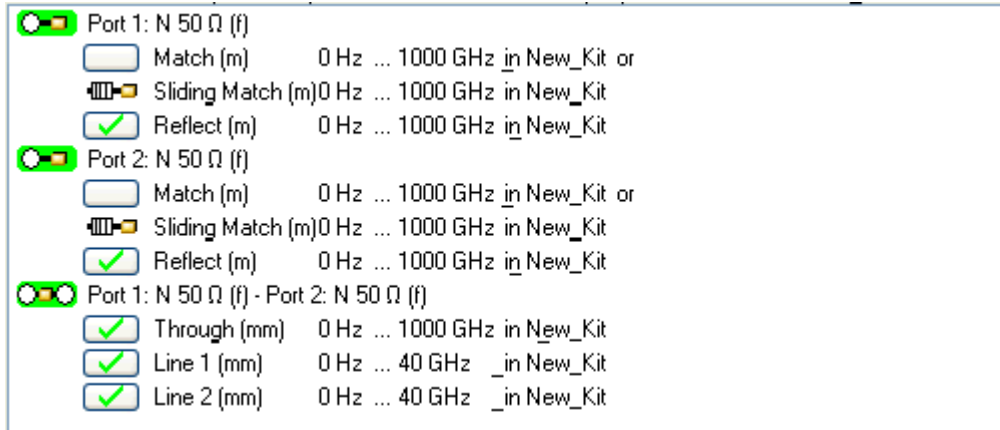 Port 1: N 50 Ω (f)
Match (m) 0 Hz ... 1000 GHz in New_Kit or
Sliding Match (m)0 Hz ... 1000 GHz in New_Kit
Reflect (m) 0 Hz ... 1000 GHz in New_Kit
Port 2: N 50 Ω (f)
Match (m) 0 Hz ... 1000 GHz in New_Kit or
Sliding Match (m)0 Hz ... 1000 GHz in New_Kit
Reflect (m) 0 Hz ... 1000 GHz in New_Kit
Port 1: N 50 Ω (f) - Port 2: N 50 Ω (f)
Through (mm) 0 Hz ... 1000 GHz in New_Kit
Line 1 (mm) 0 Hz ... 40 GHz _in New_Kit
Line 2 (mm) 0 Hz ... 40 GHz _in New_Kit